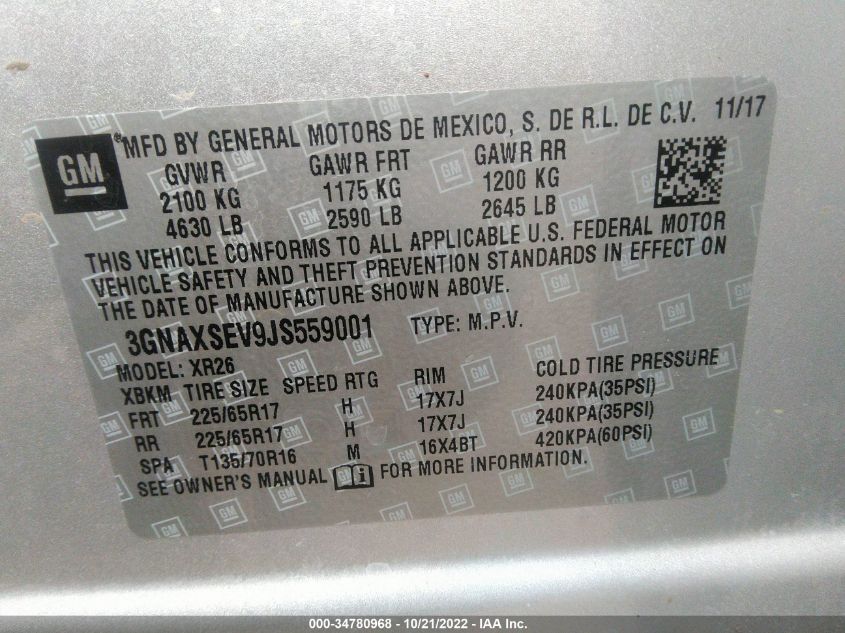 GM
®MFD BY GENERAL MOTORS DE MEXICO, S. DE R.L. DE C.V. 11/17
GVWR GAWR FRT GAWR RR
2100 KG 1175 KG 1200 KG
4630 LB 2590 LB 2645 LB
THIS VEHICLE CONFORMS TO ALL APPLICABLE U.S. FEDERAL MOTOR
VEHICLE SAFETY AND THEFT PREVENTION STANDARDS IN EFFECT ON
THE DATE OF MANUFACTURE SHOWN ABOVE.
3GNAXSEV9JS559001 TYPE: M.P.V.
MODEL: XR26
XBKM TIRE SIZE SPEED RTG RIM COLD TIRE PRESSURE
FRT 225/65R17 H 17X7J 240KPA(35PSI)
RR 225/65R17 H 17X7J 240KPA(35PSI)
SPA T135/70R16 M 16X4BT 420KPA(60PSI)
SEE OWNER'S MANUAL i FOR MORE INFORMATION.
000-34780968 - 10/21/2022 - IAA Inc.